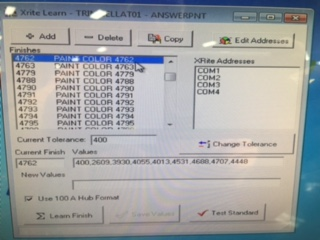 Xrite Learn - TRI ELLAT01 - ANSWERPNT
Add Delete Copy Edit Addresses
Finishes
XRite Addresses
4762 PAINT COLOR 4762
4763 PAINT COLOR 4763
4779 PAINT COLOR 4779
4788 PAINT COLOR 4788
4790 PAINT COLOR 4790
4791 PAINT COLOR 4791
4792 PAINT COLOR 4792
4793 PAINT COLOR 4793
4794 PAINT COLOR 4794
4795 PAINT COLOR 4795
COM1
COM2
COM3
COM4
Current Tolerance: 400
Change Tolerance
Current Finish Values
4762 400,2609,3930,4055,4013,4531,4688,4707,4448
New Values
Use 100 A Hub Format
Learn Finish Save Values Test Standard